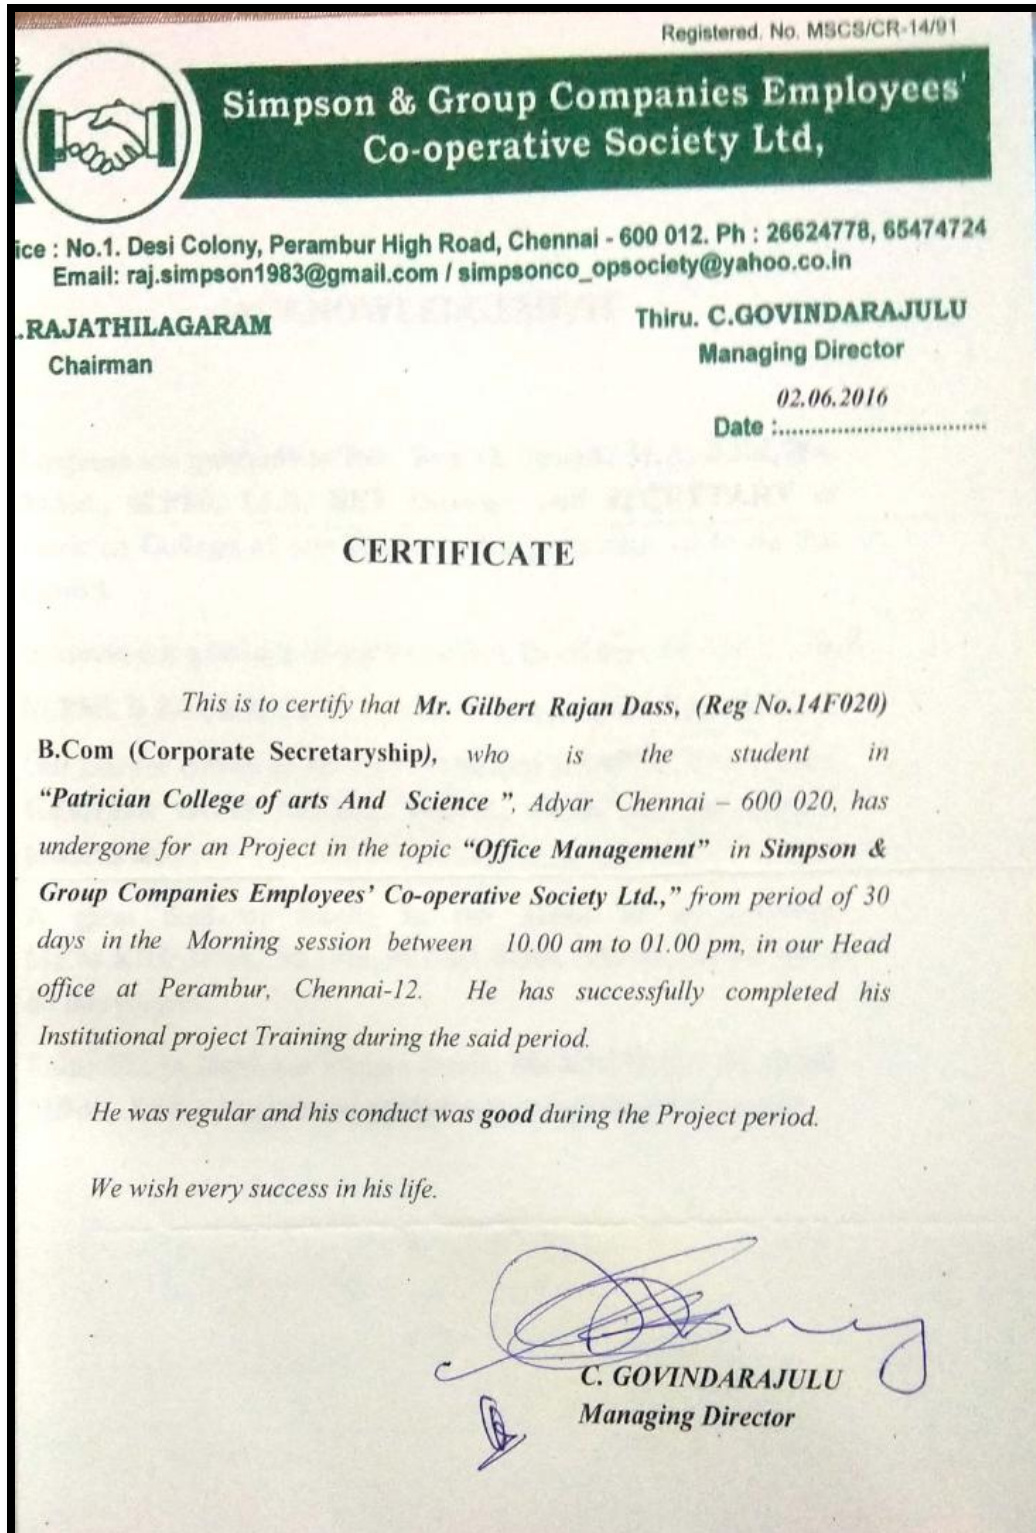 Registered. No. MSCS/CR-14/91
Simpson & Group Companies Employees'
Co-operative Society Ltd,
ice : No.1. Desi Colony, Perambur High Road, Chennai - 600 012. Ph : 26624778, 65474724
Email: raj.simpson1983@gmail.com / simpsonco_opsociety@yahoo.co.in
.RAJATHILAGARAM
Thiru. C.GOVINDARAJULU
Chairman
Managing Director
02.06.2016
Date :..................................
CERTIFICATE
This is to certify that Mr. Gilbert Rajan Dass, (Reg No.14F020)
B.Com (Corporate Secretaryship), who is the student in
“Patrician College of arts And Science ”, Adyar Chennai – 600 020, has
undergone for an Project in the topic “Office Management” in Simpson &
Group Companies Employees’ Co-operative Society Ltd.,” from period of 30
days in the Morning session between 10.00 am to 01.00 pm, in our Head
office at Perambur, Chennai-12. He has successfully completed his
Institutional project Training during the said period.
He was regular and his conduct was good during the Project period.
We wish every success in his life.
C. GOVINDARAJULU
Managing Director